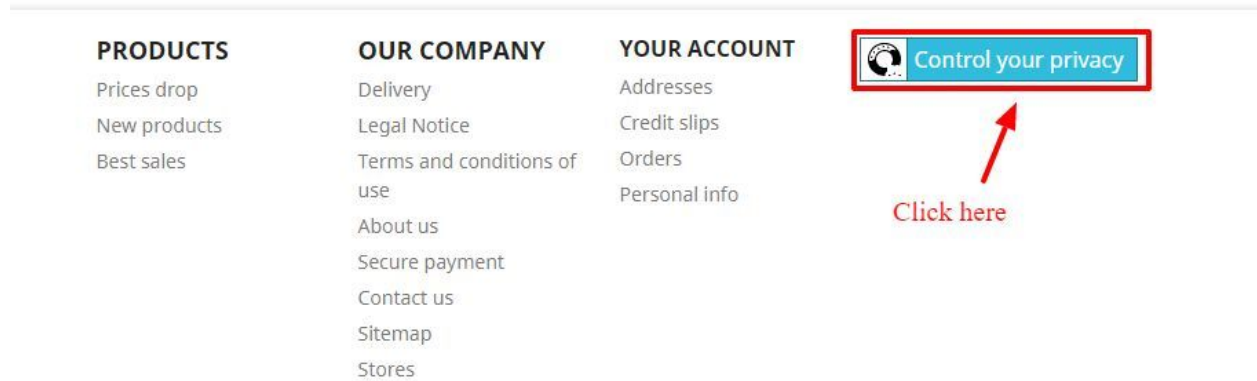 PRODUCTS
Prices drop
New products
Best sales
OUR COMPANY
Delivery
Legal Notice
Terms and conditions of
use
About us
Secure payment
Contact us
Sitemap
Stores
YOUR ACCOUNT
Addresses
Credit slips
Orders
Personal info
Control your privacy
Click here